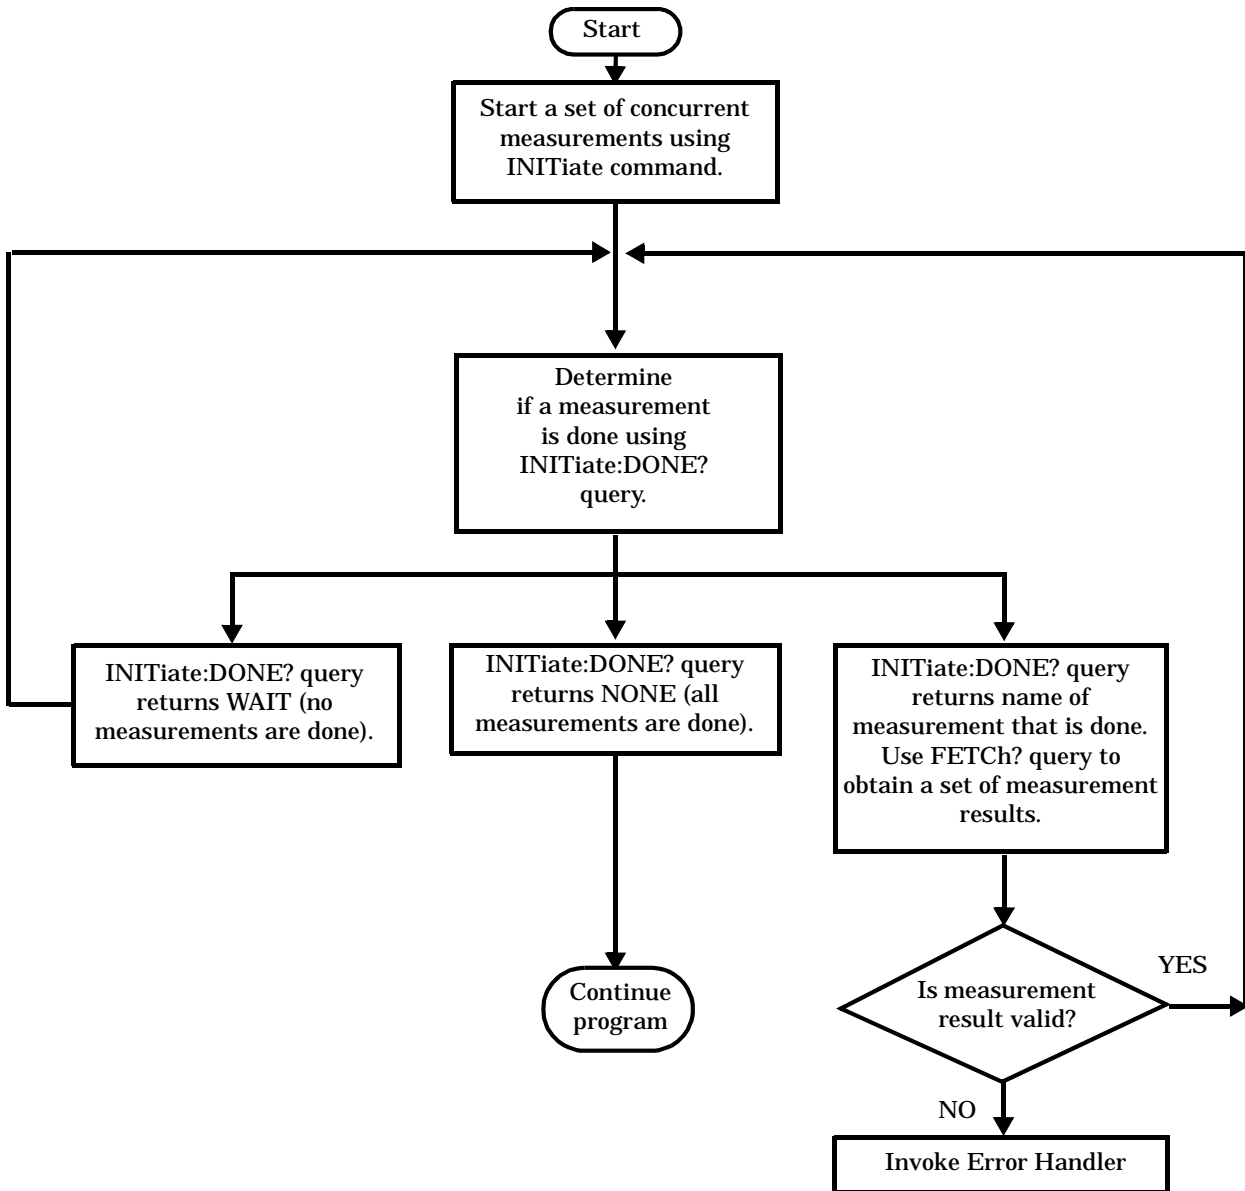 Start
Start a set of concurrent
measurements using
INITiate command.
Determine
if a measurement
is done using
INITiate:DONE?
query.
INITiate:DONE? query
returns WAIT (no
measurements are done).
INITiate:DONE? query
returns NONE (all
measurements are done).
INITiate:DONE? query
returns name of
measurement that is done.
Use FETCh? query to
obtain a set of measurement
results.
Continue
program
Is measurement
result valid?
YES
NO
Invoke Error Handler